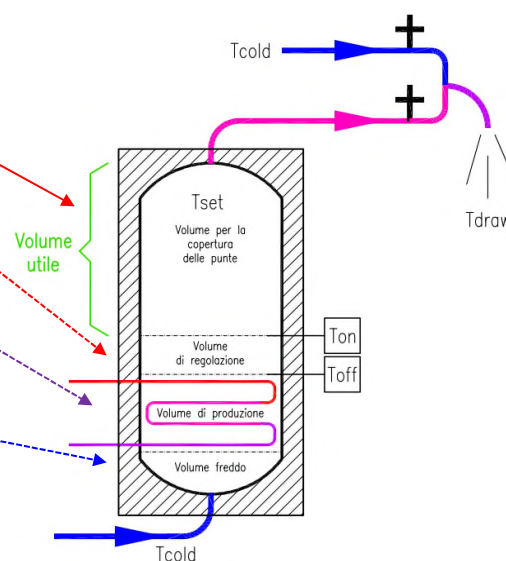 Tcold
Tset
Volume per la
copertura
delle punte
Tdraw
Volume
utile
Ton
Volume
di regolazione
Toff
Volume di produzione
Volume freddo
Tcold